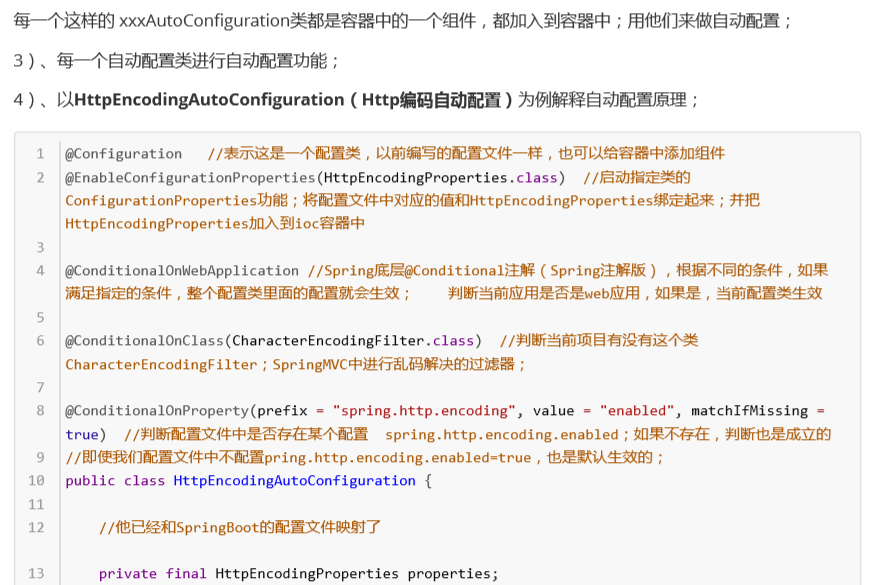 每一个这样的 xxxAutoConfiguration类都是容器中的一个组件，都加入到容器中；用他们来做自动配置；
3）、每一个自动配置类进行自动配置功能；
4）、以HttpEncodingAutoConfiguration（Http编码自动配置）为例解释自动配置原理；
1 @Configuration   //表示这是一个配置类，以前编写的配置文件一样，也可以给容器中添加组件
2 @EnableConfigurationProperties(HttpEncodingProperties.class)  //启动指定类的
ConfigurationProperties功能；将配置文件中对应的值和HttpEncodingProperties绑定起来；并把
HttpEncodingProperties加入到ioc容器中
3
4 @ConditionalOnWebApplication //Spring底层@Conditional注解（Spring注解版），根据不同的条件，如果
满足指定的条件，整个配置类里面的配置就会生效；    判断当前应用是否是web应用，如果是，当前配置类生效
5
6 @ConditionalOnClass(CharacterEncodingFilter.class)  //判断当前项目有没有这个类
CharacterEncodingFilter；SpringMVC中进行乱码解决的过滤器；
7
8 @ConditionalOnProperty(prefix = "spring.http.encoding", value = "enabled", matchIfMissing =
true)  //判断配置文件中是否存在某个配置  spring.http.encoding.enabled；如果不存在，判断也是成立的
9 //即使我们配置文件中不配置pring.http.encoding.enabled=true，也是默认生效的；
10 public class HttpEncodingAutoConfiguration {
11
12     //他已经和SpringBoot的配置文件映射了
13     private final HttpEncodingProperties properties;